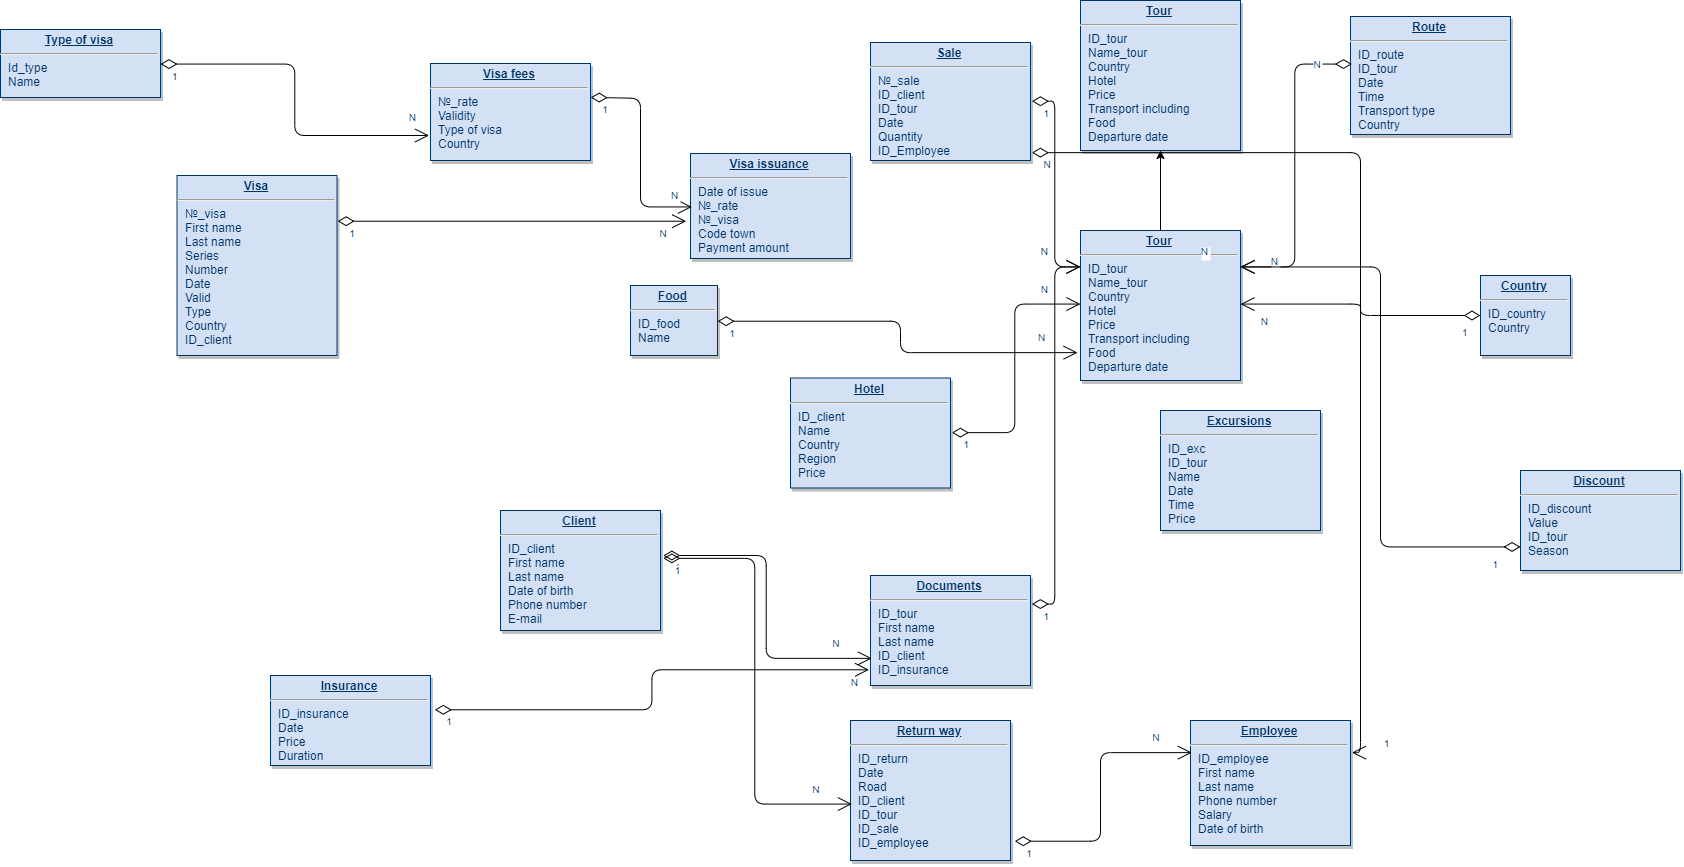 Type of visa
Id_type
Name
1
N
Visa fees
№_rate
Validity
Type of visa
Country
1
N
Visa
№_visa
First name
Last name
Series
Number
Date
Valid
Type
Country
ID_client
1
N
Visa issuance
Date of issue
№_rate
№_visa
Code town
Payment amount
Sale
№_sale
ID_client
ID_tour
Date
Quantity
ID_Employee
1
N
Tour
ID_tour
Name_tour
Country
Hotel
Price
Transport including
Food
Departure date
Route
ID_route
ID_tour
Date
Time
Transport type
Country
N
N
N
Tour
N
ID_tour
Name_tour
Country
Hotel
Price
Transport including
Food
Departure date
N
N
N
Food
ID_food
Name
1
Country
ID_country
Country
1
Hotel
ID_client
Name
Country
Region
Price
1
Excursions
ID_exc
ID_tour
Name
Date
Time
Price
Discount
ID_discount
Value
ID_tour
Season
1
Client
ID_client
First name
Last name
Date of birth
Phone number
E-mail
1
Documents
ID_tour
First name
Last name
ID_client
ID_insurance
1
N
N
Insurance
ID_insurance
Date
Price
Duration
1
Return way
ID_return
Date
Road
ID_client
ID_tour
ID_sale
ID_employee
N
1
Employee
ID_employee
First name
Last name
Phone number
Salary
Date of birth
N
1